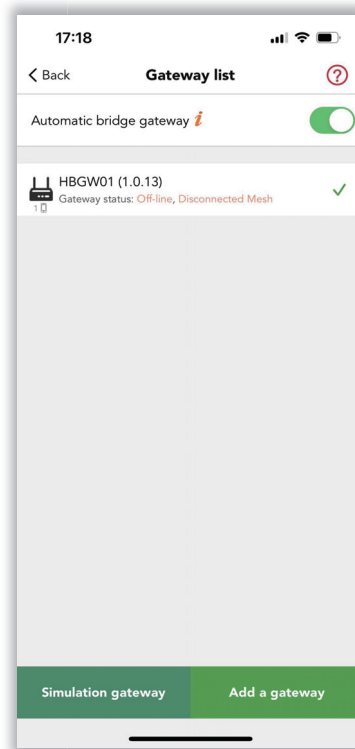 17:18
Back
Gateway list
?
Automatic bridge gateway i
HBGW01 (1.0.13)
Gateway status: Off-line, Disconnected Mesh
1
Simulation gateway
Add a gateway